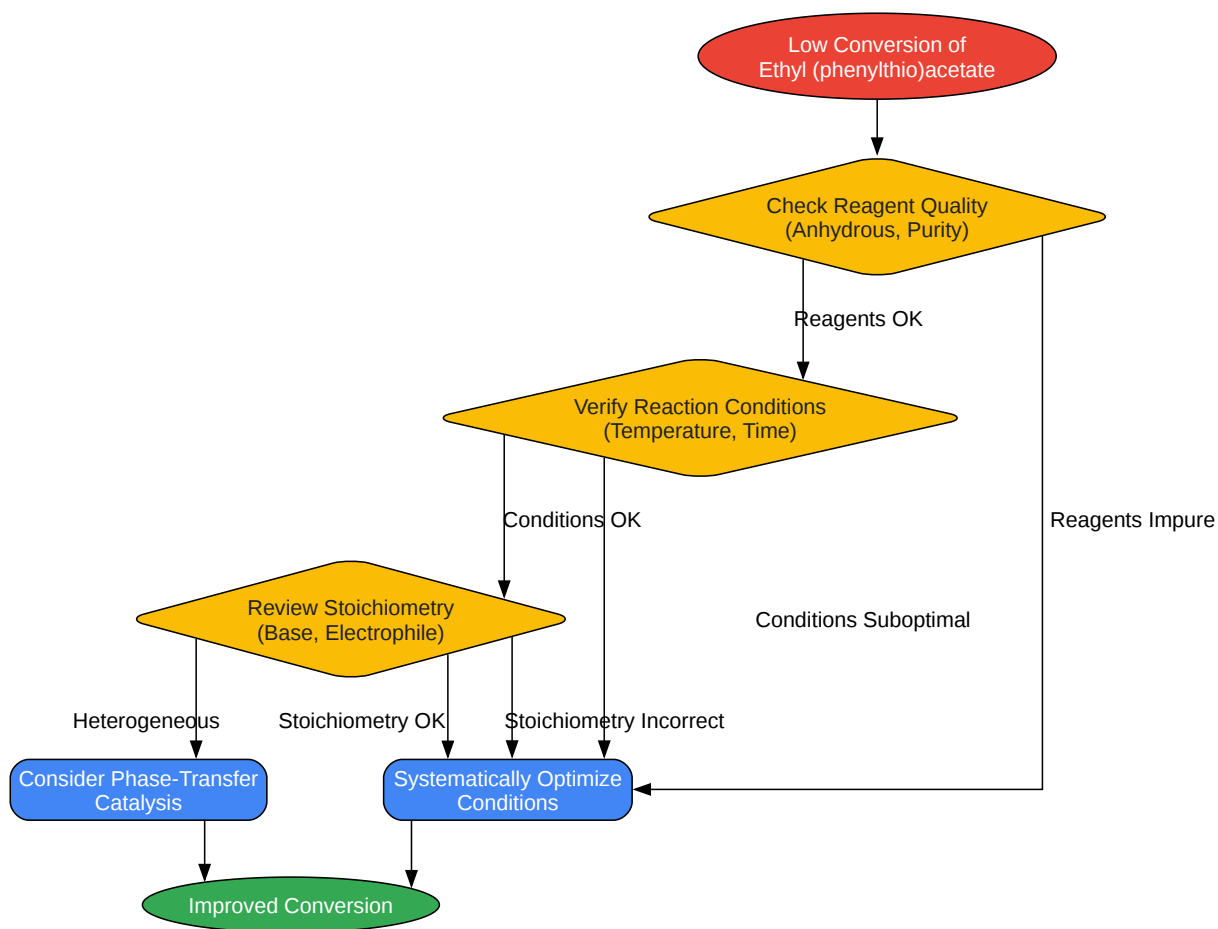 Low Conversion of
Ethyl (phenylthio)acetate
Check Reagent Quality
(Anhydrous, Purity)
Reagents OK
Verify Reaction Conditions
(Temperature, Time)
Conditions OK
Reagents Impure
Review Stoichiometry
(Base, Electrophile)
Conditions Suboptimal
Heterogeneous
Stoichiometry OK
Stoichiometry Incorrect
Consider Phase-Transfer
Catalysis
Systematically Optimize
Conditions
Improved Conversion